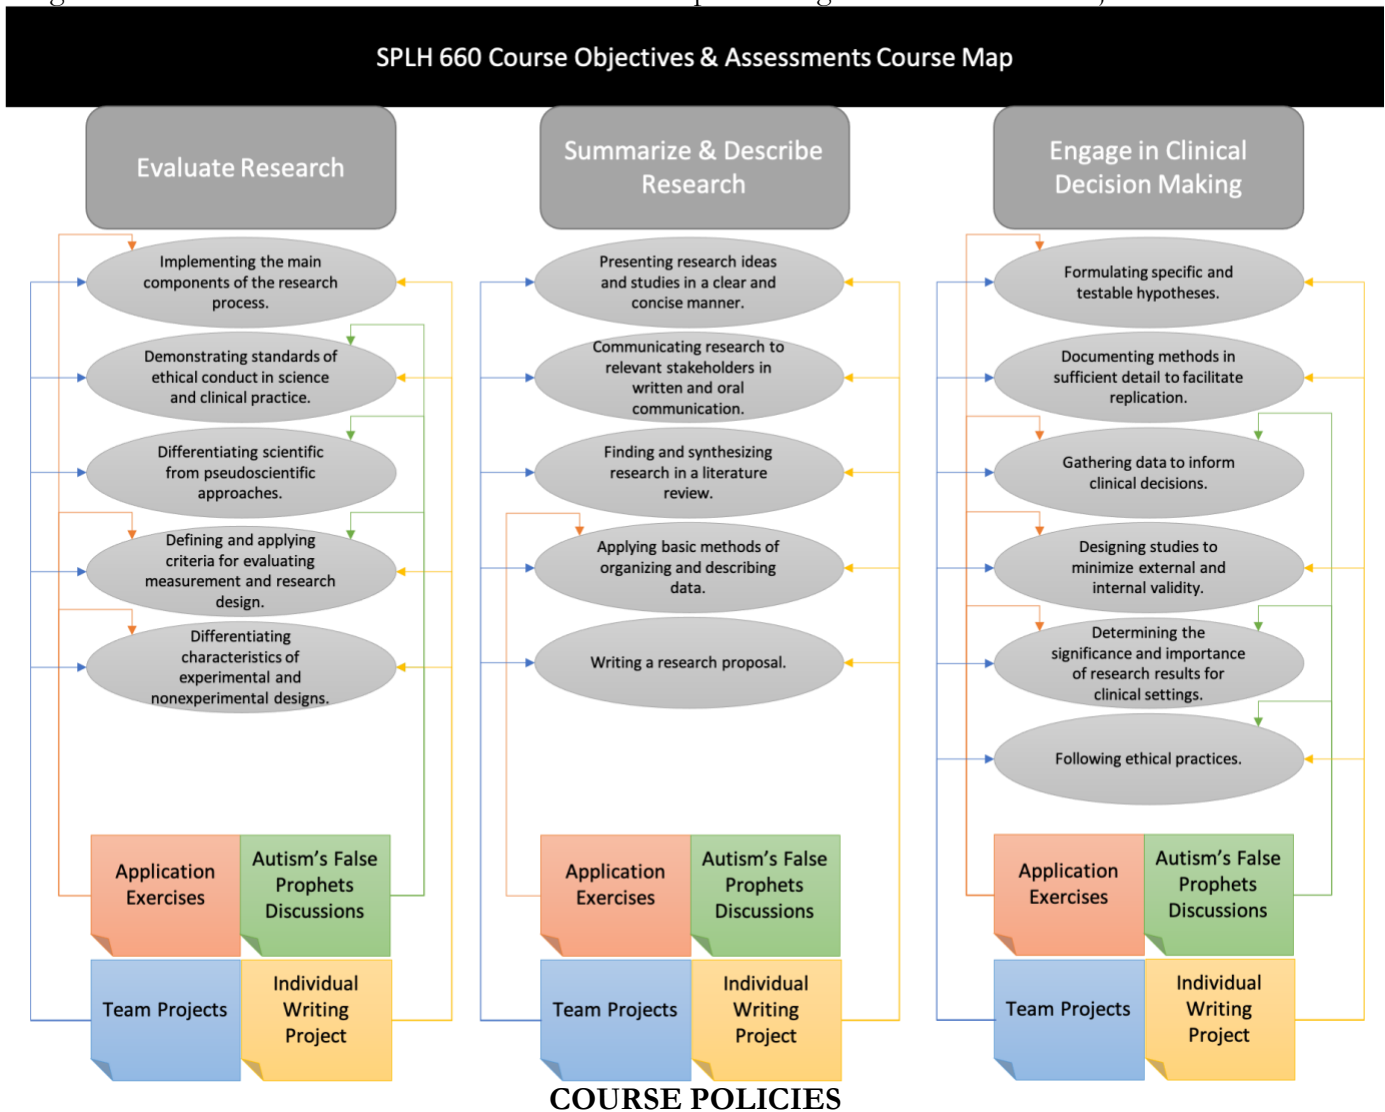 SPLH 660 Course Objectives & Assessments Course Map
Evaluate Research
Implementing the main
components of the research
process.
Demonstrating standards of
ethical conduct in science
and clinical practice.
Differentiating scientific
from pseudoscientific
approaches.
Defining and applying
criteria for evaluating
measurement and research
design.
Differentiating
characteristics of
experimental and
nonexperimental designs.
Application
Exercises
Autism's False
Prophets
Discussions
Team Projects
Individual
Writing
Project
Summarize & Describe
Research
Presenting research ideas
and studies in a clear and
concise manner.
Communicating research to
relevant stakeholders in
written and oral
communication.
Finding and synthesizing
research in a literature
review.
Applying basic methods of
organizing and describing
data.
Writing a research proposal.
Application
Exercises
Autism's False
Prophets
Discussions
Team Projects
Individual
Writing
Project
Engage in Clinical
Decision Making
Formulating specific and
testable hypotheses.
Documenting methods in
sufficient detail to facilitate
replication.
Gathering data to inform
clinical decisions.
Designing studies to
minimize external and
internal validity.
Determining the
significance and importance
of research results for
clinical settings.
Following ethical practices.
Application
Exercises
Autism's False
Prophets
Discussions
Team Projects
Individual
Writing
Project
COURSE POLICIES